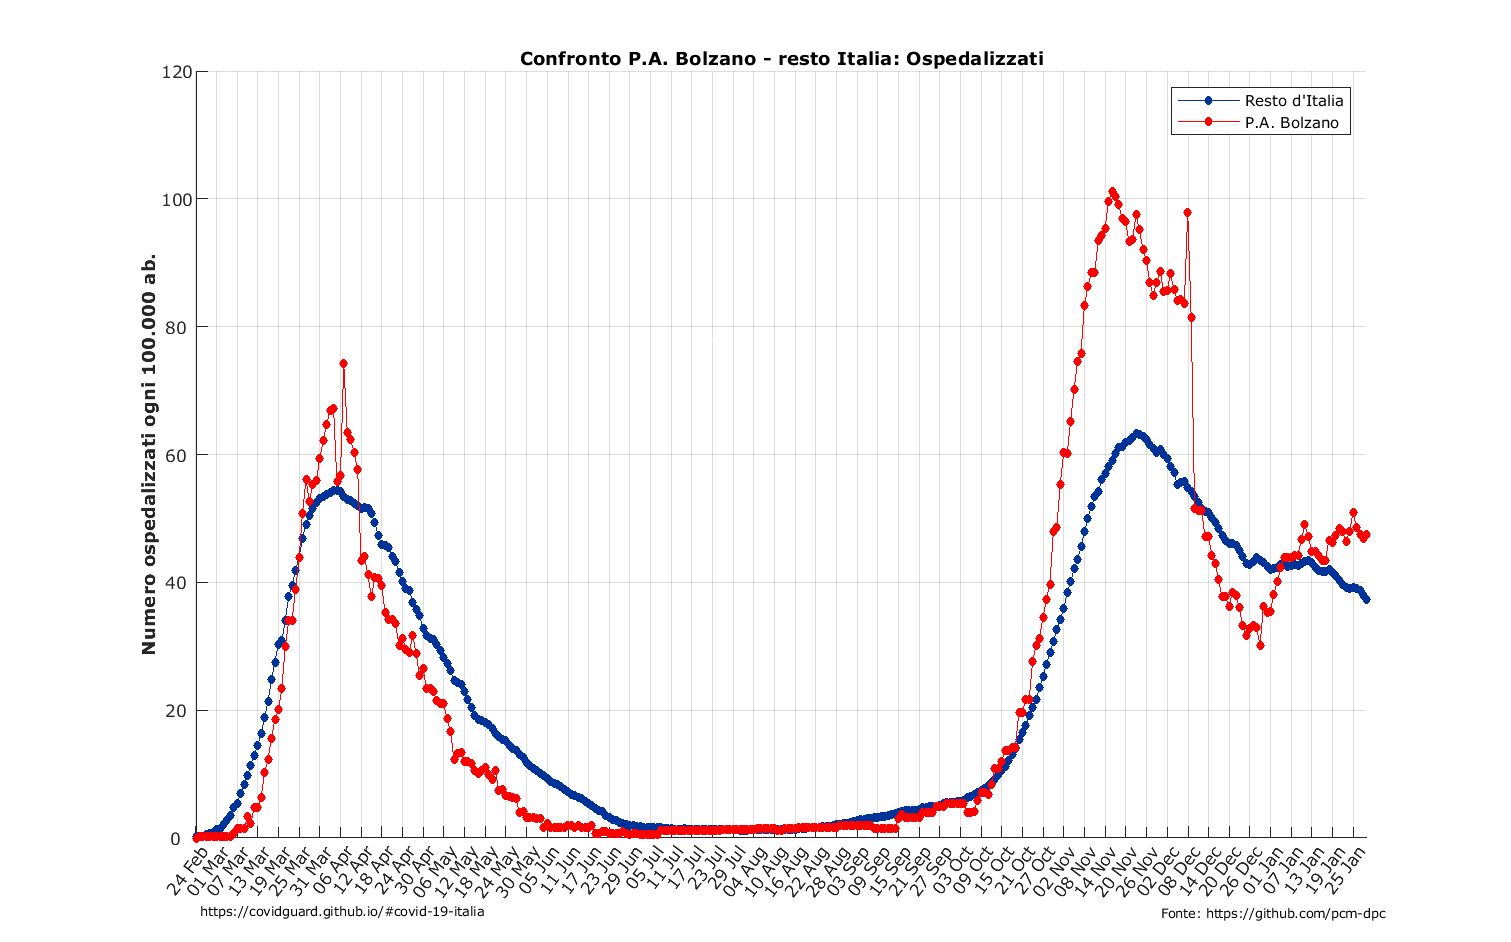 Confronto P.A. Bolzano - resto Italia: Ospedalizzati
Resto d'Italia
P.A. Bolzano
Numero ospedalizzati ogni 100.000 ab.
120
100
80
60
40
20
0
24 Feb
01 Mar
07 Mar
13 Mar
19 Mar
25 Mar
31 Mar
06 Apr
12 Apr
18 Apr
24 Apr
30 Apr
06 May
12 May
18 May
24 May
30 May
05 Jun
11 Jun
17 Jun
23 Jun
29 Jun
05 Jul
11 Jul
17 Jul
23 Jul
29 Jul
04 Aug
10 Aug
16 Aug
22 Aug
28 Aug
03 Sep
09 Sep
15 Sep
21 Sep
27 Sep
03 Oct
09 Oct
15 Oct
21 Oct
27 Oct
02 Nov
08 Nov
14 Nov
20 Nov
26 Nov
02 Dec
08 Dec
14 Dec
20 Dec
26 Dec
01 Jan
07 Jan
13 Jan
19 Jan
25 Jan
https://covidguard.github.io/#covid-19-italia
Fonte: https://github.com/pcm-dpc